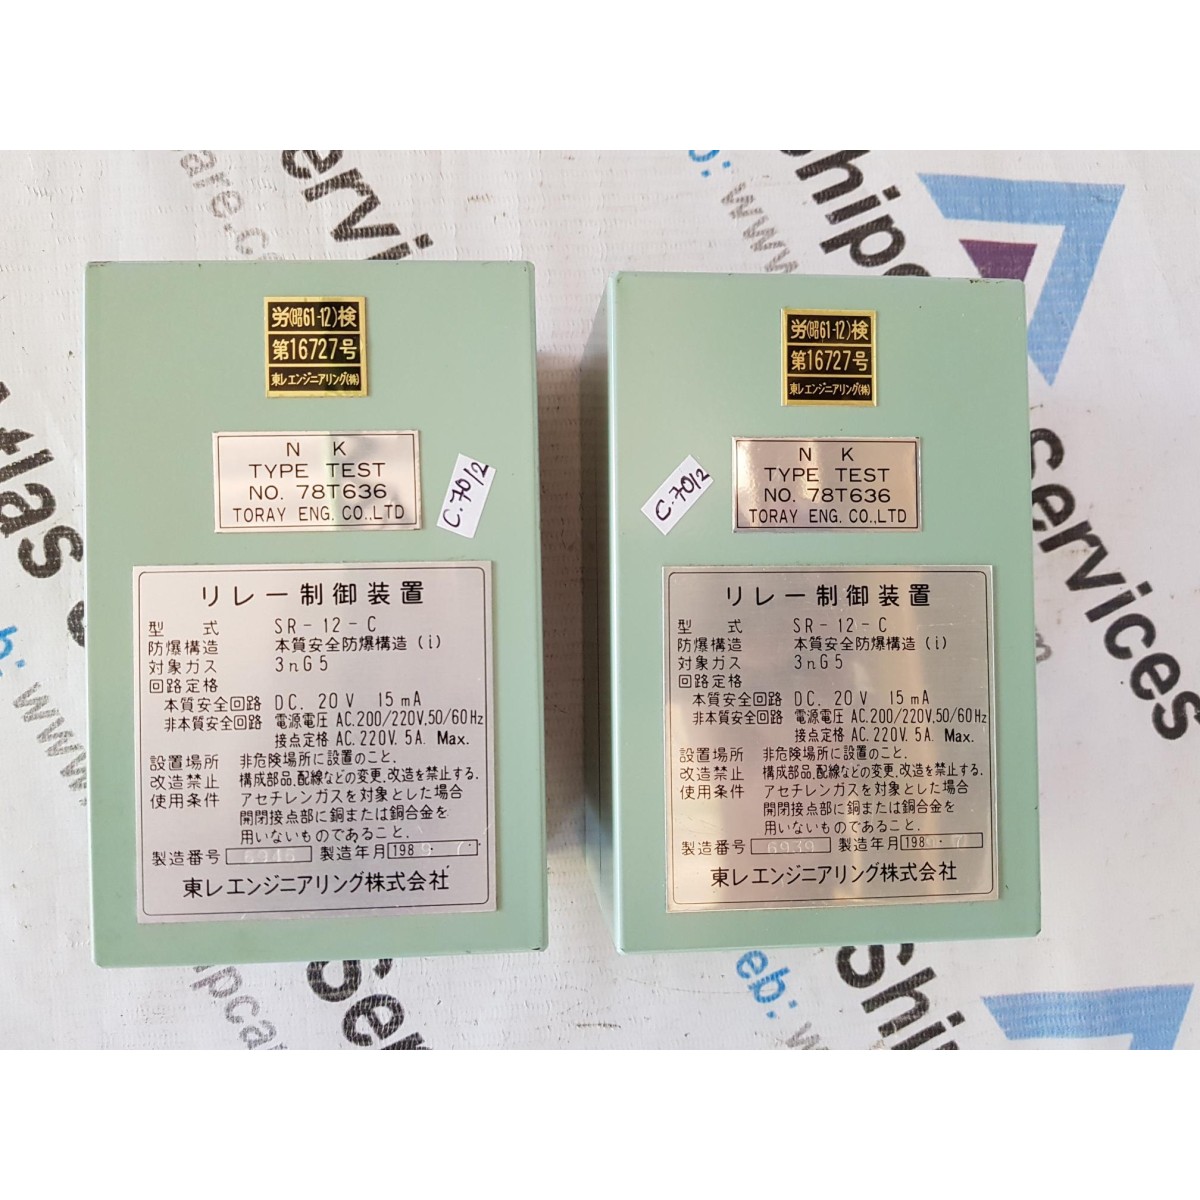 労(昭61-12)検
第16727号
東レエンジニアリング(株)
N K
TYPE TEST
NO. 78T636
TORAY ENG. CO.,LTD
C.70/2
リレー制御装置
型 式 SR-12-C
防爆構造 本質安全防爆構造(i)
対象ガス 3nG5
回路定格
本質安全回路 DC. 20V 15mA
非本質安全回路 電源電圧 AC.200/220V,50/60Hz
接点定格 AC.220V.5A. Max.
設置場所 非危険場所に設置のこと.
改造禁止 構成部品,配線などの変更,改造を禁止する.
使用条件 アセチレンガスを対象とした場合
開閉接点部に銅または銅合金を
用いないものであること.
製造番号 製造年月 198
東レエンジニアリング株式会社
労(昭61-12)検
第16727号
東レエンジニアリング(株)
N K
TYPE TEST
NO. 78T636
TORAY ENG. CO.,LTD
C.70/2
リレー制御装置
型 式 SR-12-C
防爆構造 本質安全防爆構造(i)
対象ガス 3nG5
回路定格
本質安全回路 DC. 20V 15mA
非本質安全回路 電源電圧 AC.200/220V,50/60Hz
接点定格 AC.220V.5A. Max.
設置場所 非危険場所に設置のこと.
改造禁止 構成部品,配線などの変更,改造を禁止する.
使用条件 アセチレンガスを対象とした場合
開閉接点部に銅または銅合金を
用いないものであること.
製造番号 6939 製造年月 198
東レエンジニアリング株式会社